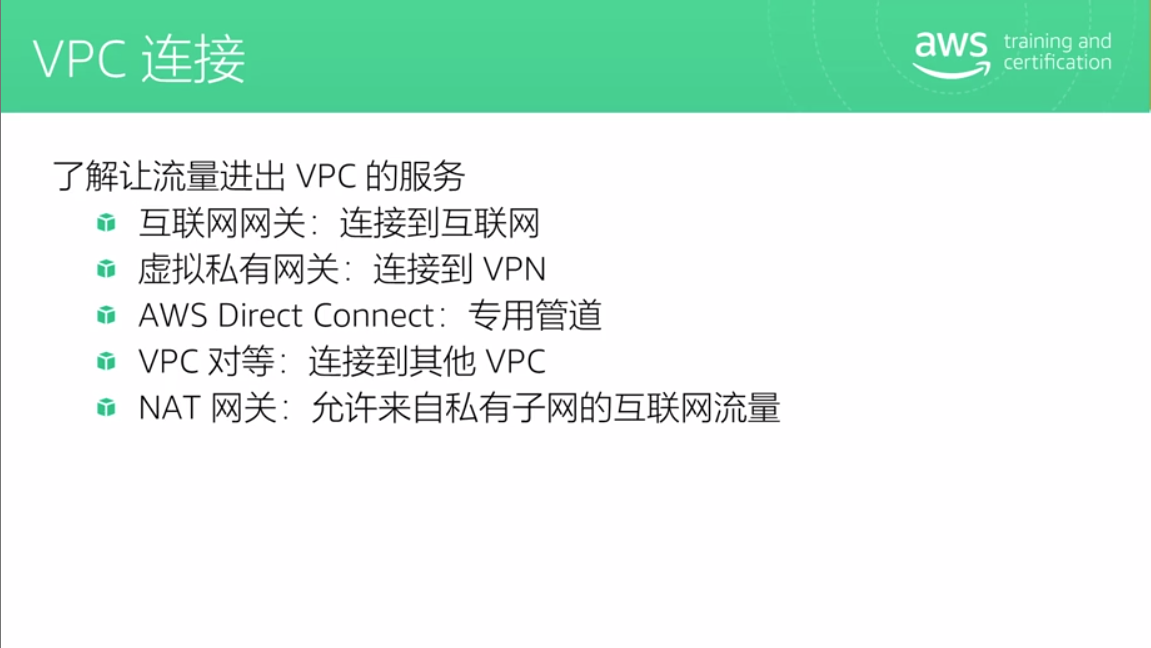 VPC 连接
aws training and
certification
了解让流量进出 VPC 的服务
互联网网关：连接到互联网
虚拟私有网关：连接到 VPN
AWS Direct Connect：专用管道
VPC 对等：连接到其他 VPC
NAT 网关：允许来自私有子网的互联网流量